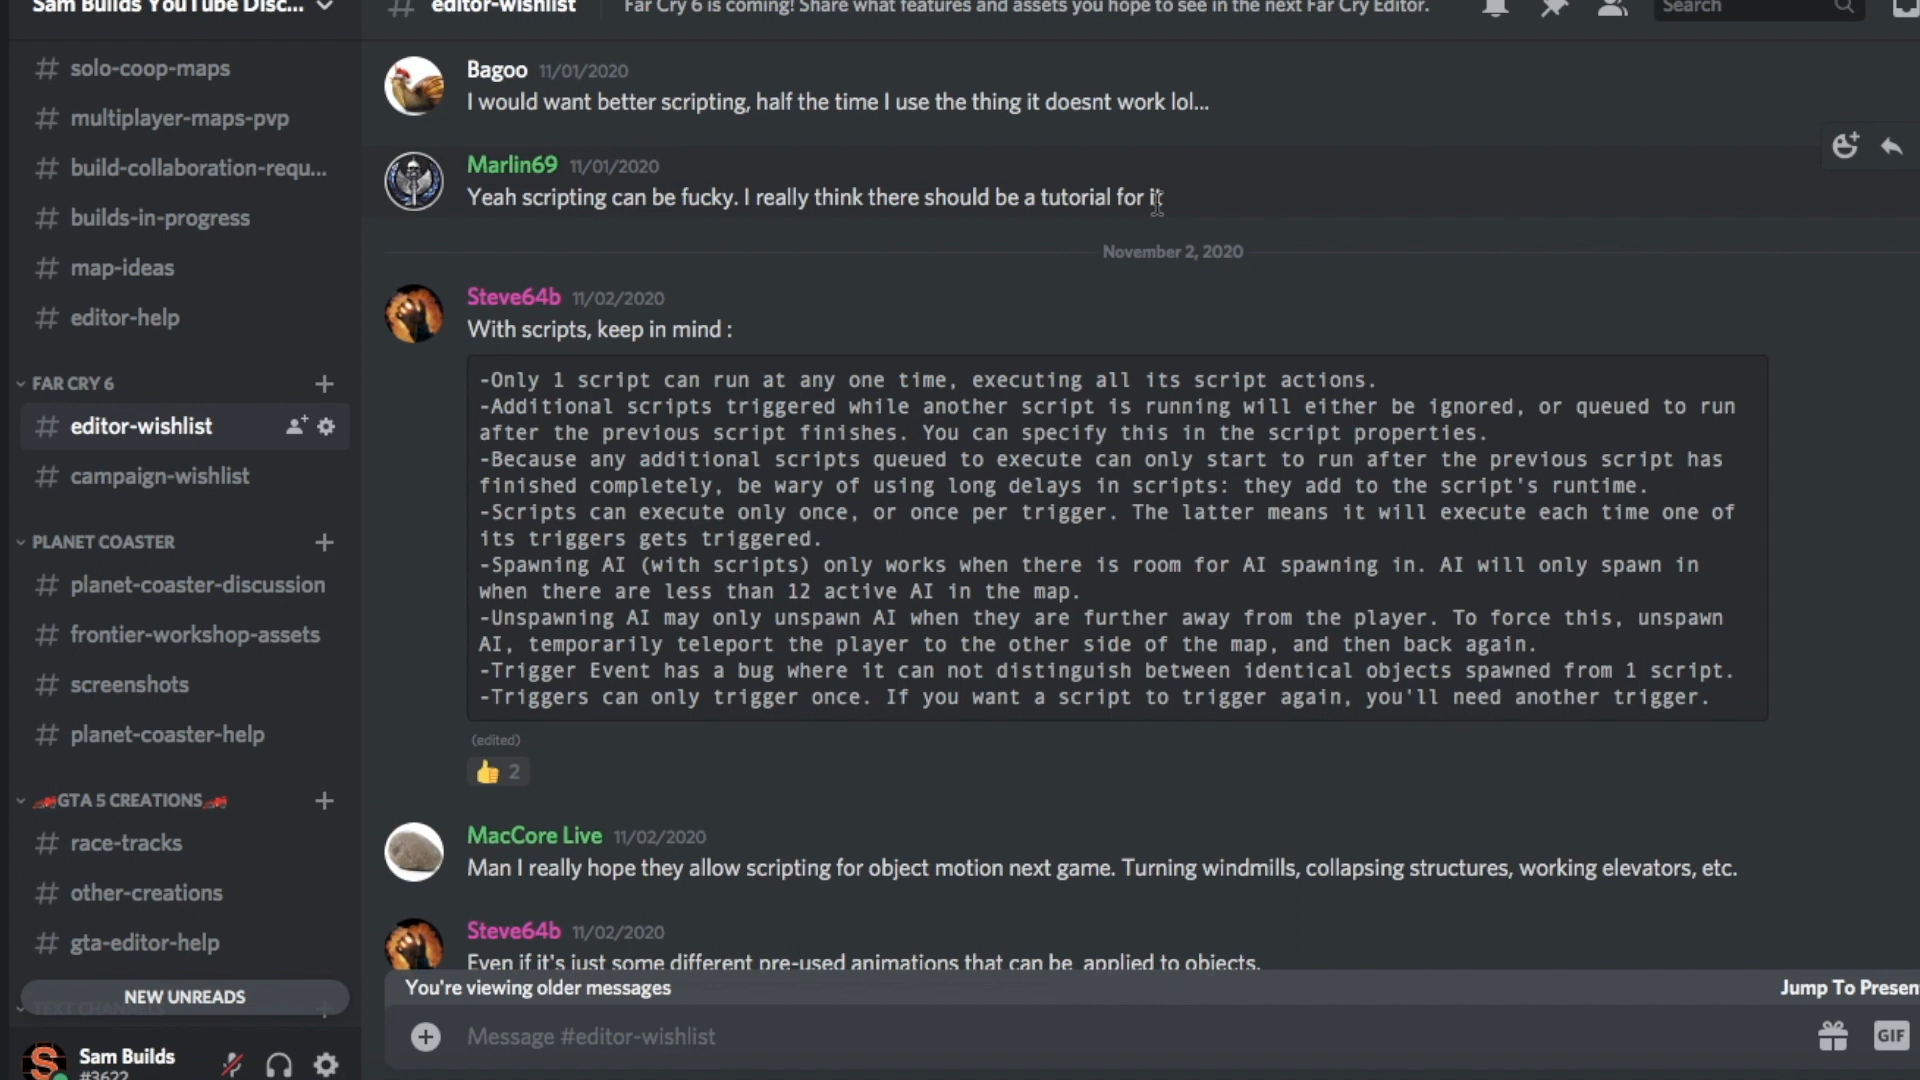 Sam Builds YouTube Disc...
solo-coop-maps
multiplayer-maps-pvp
build-collaboration-requ...
builds-in-progress
map-ideas
editor-help
FAR CRY 6
editor-wishlist
campaign-wishlist
PLANET COASTER
planet-coaster-discussion
frontier-workshop-assets
screenshots
planet-coaster-help
GTA 5 CREATIONS
race-tracks
other-creations
gta-editor-help
NEW UNREADS
TEXT CHANNELS
Sam Builds
#3622
# editor-wishlist
Far Cry 6 is coming! Share what features and assets you hope to see in the next Far Cry Editor.
Search
Bagoo 11/01/2020
I would want better scripting, half the time I use the thing it doesnt work lol...
Marlin69 11/01/2020
Yeah scripting can be fucky. I really think there should be a tutorial for it
November 2, 2020
Steve64b 11/02/2020
With scripts, keep in mind :
-Only 1 script can run at any one time, executing all its script actions.
-Additional scripts triggered while another script is running will either be ignored, or queued to run
after the previous script finishes. You can specify this in the script properties.
-Because any additional scripts queued to execute can only start to run after the previous script has
finished completely, be wary of using long delays in scripts: they add to the script's runtime.
-Scripts can execute only once, or once per trigger. The latter means it will execute each time one of
its triggers gets triggered.
-Spawning AI (with scripts) only works when there is room for AI spawning in. AI will only spawn in
when there are less than 12 active AI in the map.
-Unspawning AI may only unspawn AI when they are further away from the player. To force this, unspawn
AI, temporarily teleport the player to the other side of the map, and then back again.
-Trigger Event has a bug where it can not distinguish between identical objects spawned from 1 script.
-Triggers can only trigger once. If you want a script to trigger again, you'll need another trigger.
(edited)
👍 2
MacCore Live 11/02/2020
Man I really hope they allow scripting for object motion next game. Turning windmills, collapsing structures, working elevators, etc.
Steve64b 11/02/2020
Even if it's just some different pre-used animations that can be applied to objects.
You're viewing older messages
Jump To Presen
Message #editor-wishlist
GIF